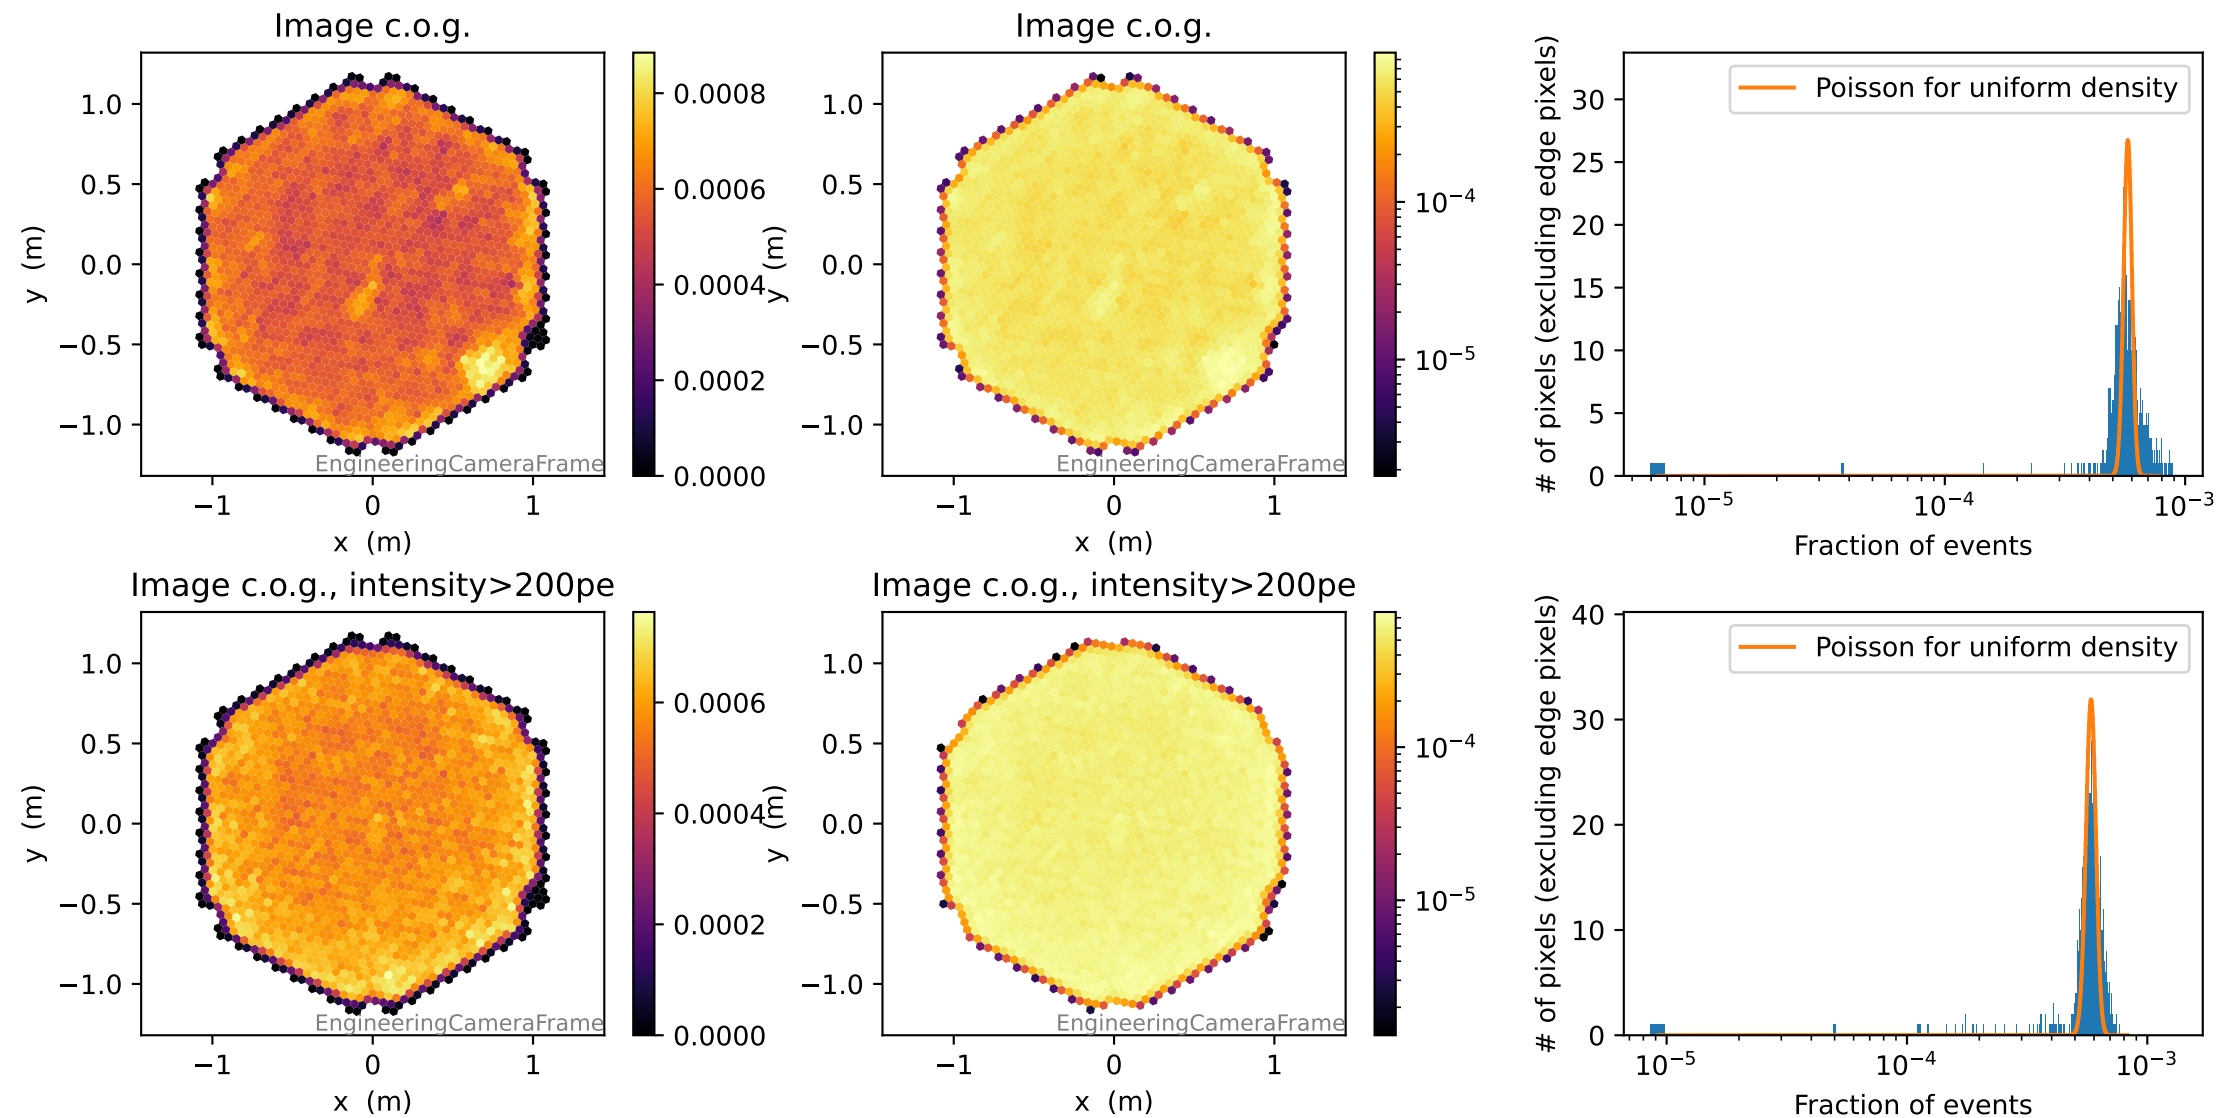 Image c.o.g.
y (m)
1.0
0.5
0.0
−0.5
−1.0
EngineeringCameraFrame
−1 0 1
x (m)
0.0008
0.0006
0.0004
0.0002
0.0000
Image c.o.g.
y (m)
1.0
0.5
0.0
−0.5
−1.0
EngineeringCameraFrame
−1 0 1
x (m)
10⁻⁴
10⁻⁵
# of pixels (excluding edge pixels)
30
25
20
15
10
5
0
Poisson for uniform density
10⁻⁵ 10⁻⁴ 10⁻³
Fraction of events
Image c.o.g., intensity>200pe
y (m)
1.0
0.5
0.0
−0.5
−1.0
EngineeringCameraFrame
−1 0 1
x (m)
0.0006
0.0004
0.0002
0.0000
Image c.o.g., intensity>200pe
y (m)
1.0
0.5
0.0
−0.5
−1.0
EngineeringCameraFrame
−1 0 1
x (m)
10⁻⁴
10⁻⁵
# of pixels (excluding edge pixels)
40
30
20
10
0
Poisson for uniform density
10⁻⁵ 10⁻⁴ 10⁻³
Fraction of events